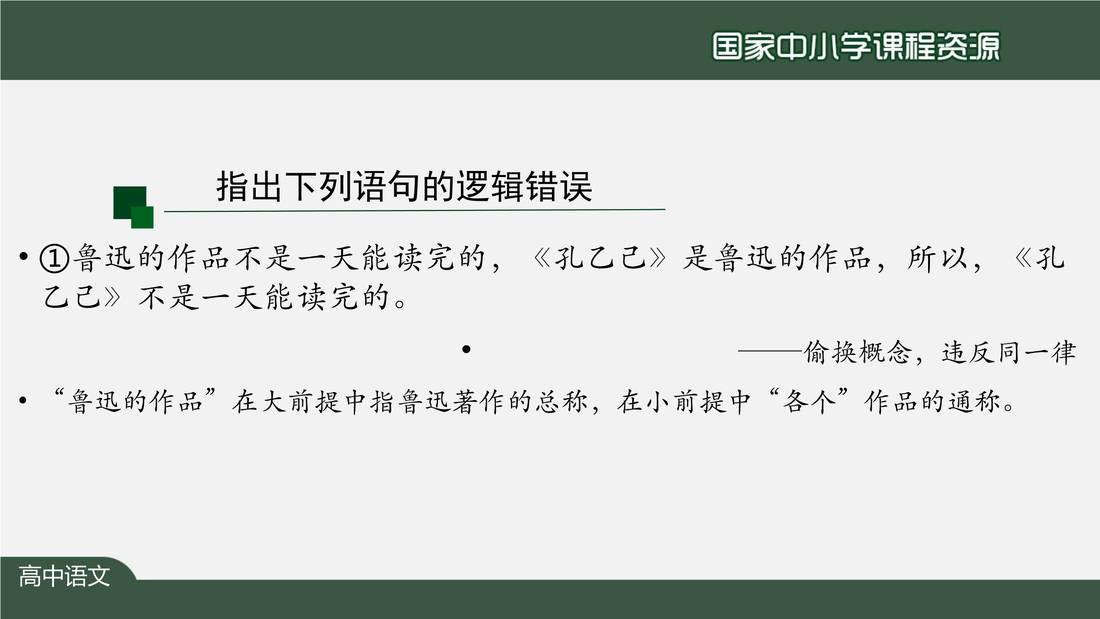 国家中小学课程资源
指出下列语句的逻辑错误
• ①鲁迅的作品不是一天能读完的，《孔乙己》是鲁迅的作品，所以，《孔
乙己》不是一天能读完的。
• ——偷换概念，违反同一律
• “鲁迅的作品”在大前提中指鲁迅著作的总称，在小前提中“各个”作品的通称。
高中语文